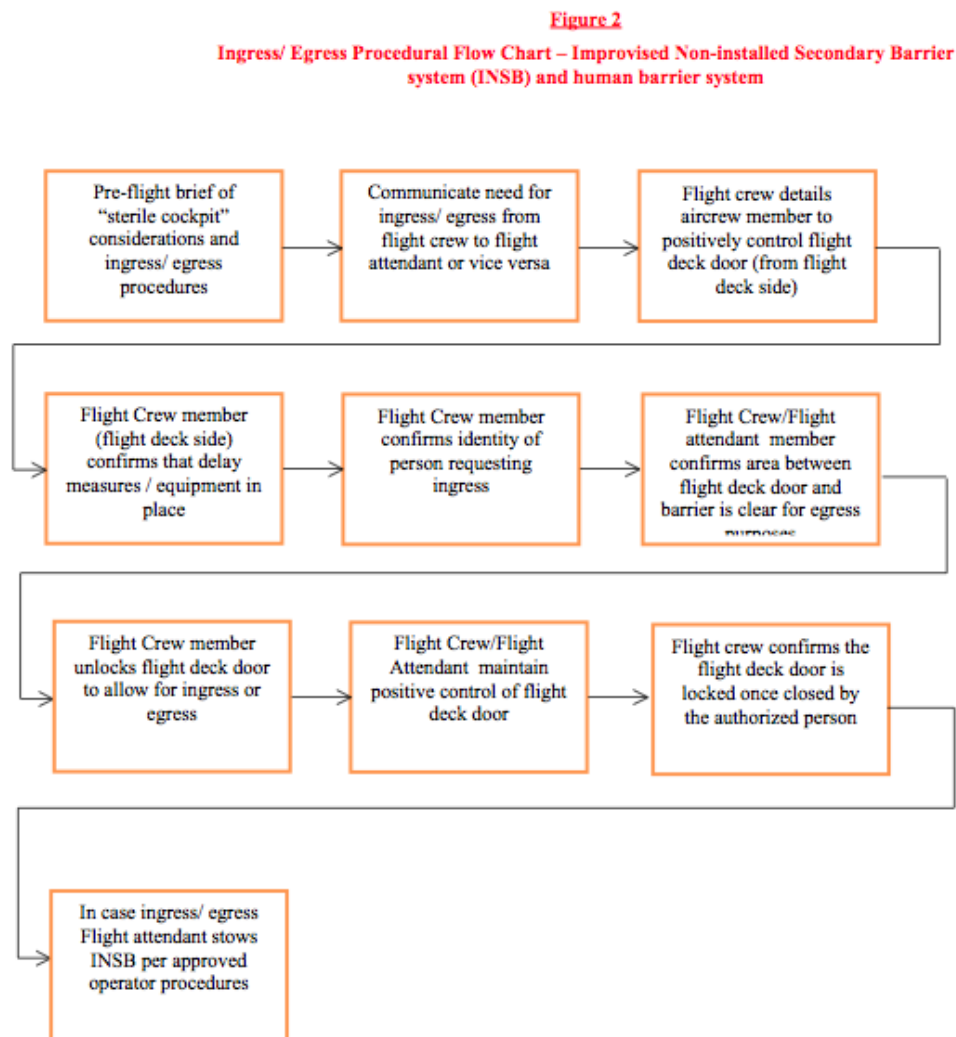 Figure 2
Ingress/ Egress Procedural Flow Chart – Improvised Non-installed Secondary Barrier
system (INSB) and human barrier system
Pre-flight brief of
“sterile cockpit”
considerations and
ingress/ egress
procedures
Communicate need for
ingress/ egress from
flight crew to flight
attendant or vice versa
Flight crew details
aircrew member to
positively control flight
deck door (from flight
deck side)
Flight Crew member
(flight deck side)
confirms that delay
measures / equipment in
place
Flight Crew member
confirms identity of
person requesting
ingress
Flight Crew/Flight
attendant member
confirms area between
flight deck door and
barrier is clear for egress
purposes
Flight Crew member
unlocks flight deck door
to allow for ingress or
egress
Flight Crew/Flight
Attendant maintain
positive control of flight
deck door
Flight crew confirms the
flight deck door is
locked once closed by
the authorized person
In case ingress/ egress
Flight attendant stows
INSB per approved
operator procedures